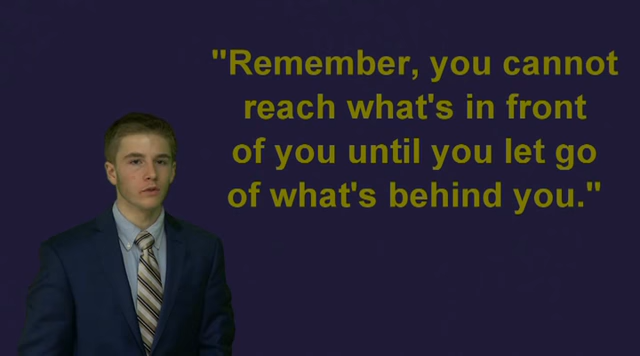 "Remember, you cannot
reach what's in front
of you until you let go
of what's behind you."